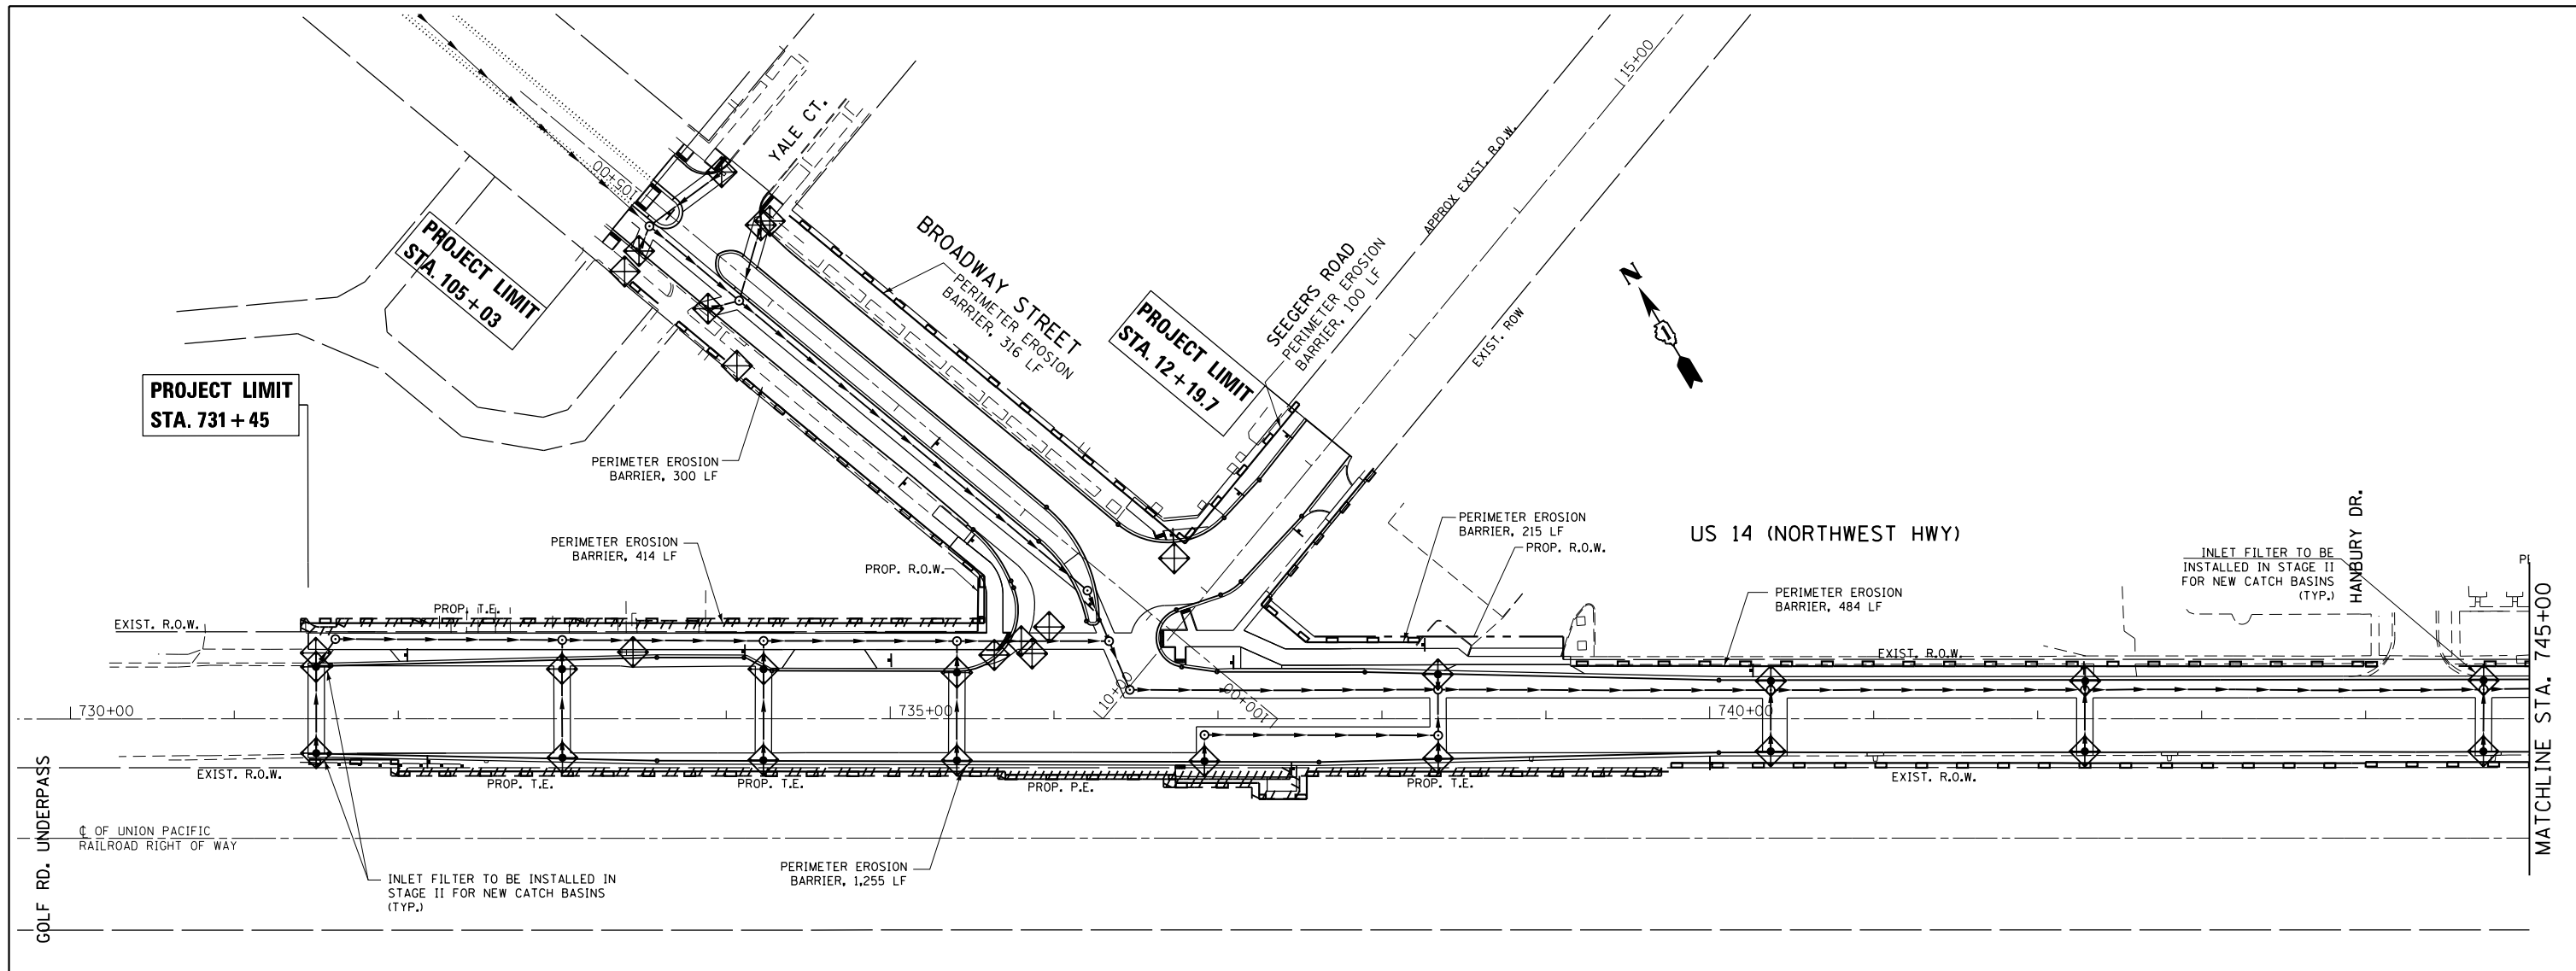 15+00
YALE CT.
105+00
PROJECT LIMIT
STA. 105+03
BROADWAY STREET
PERIMETER EROSION
BARRIER, 316 LF
APPROX EXIST. R.O.W.
EXIST. ROW
SEEGERS ROAD
PERIMETER EROSION
BARRIER, 100 LF
PROJECT LIMIT
STA. 12+19.7
N
PROJECT LIMIT
STA. 731+45
PERIMETER EROSION
BARRIER, 300 LF
PERIMETER EROSION
BARRIER, 414 LF
PROP. R.O.W.
PERIMETER EROSION
BARRIER, 215 LF
PROP. R.O.W.
US 14 (NORTHWEST HWY)
HANBURY DR.
INLET FILTER TO BE
INSTALLED IN STAGE II
FOR NEW CATCH BASINS
(TYP.)
PERIMETER EROSION
BARRIER, 484 LF
PROP. T.E.
EXIST. R.O.W.
EXIST. R.O.W.
730+00
735+00
10+00
100+00
740+00
MATCHLINE STA. 745+00
EXIST. R.O.W.
PROP. T.E.
PROP. T.E.
PROP. P.E.
PROP. T.E.
EXIST. R.O.W.
GOLF RD. UNDERPASS
℄ OF UNION PACIFIC
RAILROAD RIGHT OF WAY
INLET FILTER TO BE INSTALLED IN
STAGE II FOR NEW CATCH BASINS
(TYP.)
PERIMETER EROSION
BARRIER, 1,255 LF